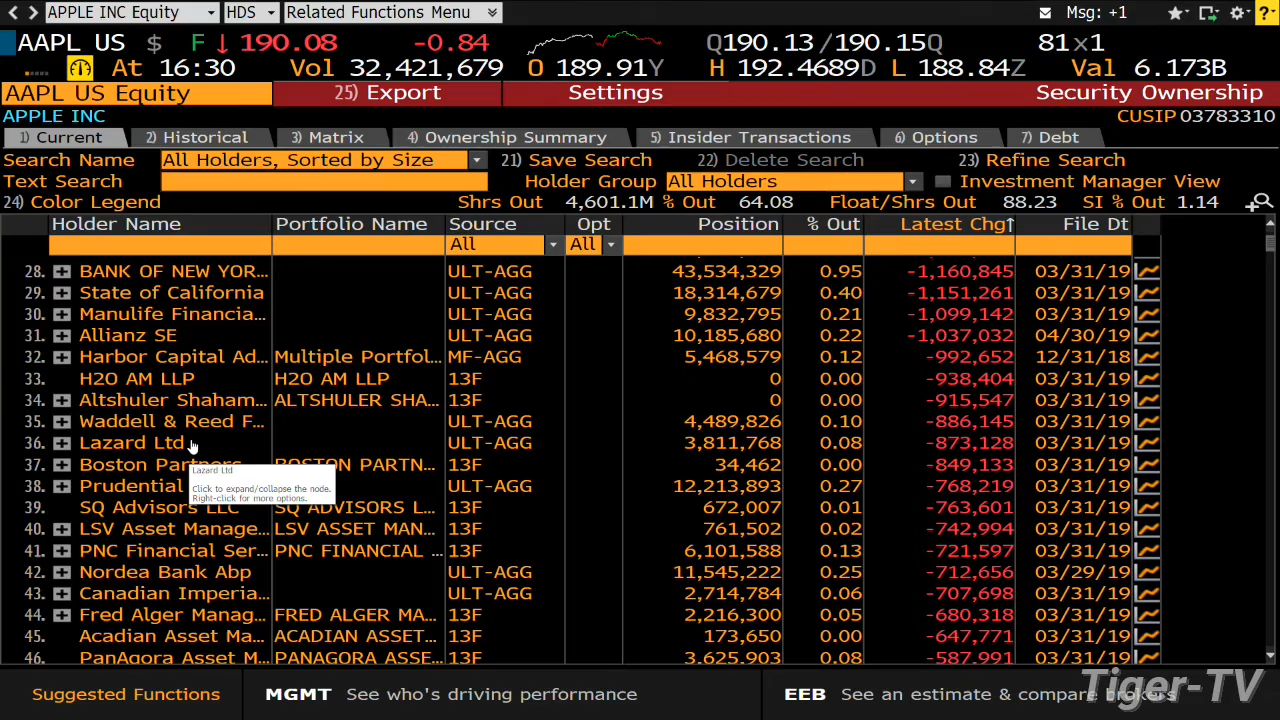 APPLE INC Equity HDS Related Functions Menu Msg: +1 ?
AAPL US $ F ↓ 190.08 -0.84 Q190.13/190.15Q 81x1
At 16:30 Vol 32,421,679 O 189.91Y H 192.4689D L 188.84Z Val 6.173B
AAPL US Equity 25) Export Settings Security Ownership
APPLE INC CUSIP 03783310
1) Current 2) Historical 3) Matrix 4) Ownership Summary 5) Insider Transactions 6) Options 7) Debt
Search Name All Holders, Sorted by Size 21) Save Search 22) Delete Search 23) Refine Search
Text Search Holder Group All Holders Investment Manager View
24) Color Legend Shrs Out 4,601.1M % Out 64.08 Float/Shrs Out 88.23 SI % Out 1.14
Holder Name Portfolio Name Source Opt Position % Out Latest Chg↑ File Dt
All All
28. BANK OF NEW YOR... ULT-AGG 43,534,329 0.95 -1,160,845 03/31/19
29. State of California ULT-AGG 18,314,679 0.40 -1,151,261 03/31/19
30. Manulife Financia... ULT-AGG 9,832,795 0.21 -1,099,142 03/31/19
31. Allianz SE ULT-AGG 10,185,680 0.22 -1,037,032 04/30/19
32. Harbor Capital Ad... Multiple Portfol... MF-AGG 5,468,579 0.12 -992,652 12/31/18
33. H2O AM LLP H2O AM LLP 13F 0 0.00 -938,404 03/31/19
34. Altshuler Shaham... ALTSHULER SHA... 13F 0 0.00 -915,547 03/31/19
35. Waddell & Reed F... ULT-AGG 4,489,826 0.10 -886,145 03/31/19
36. Lazard Ltd ULT-AGG 3,811,768 0.08 -873,128 03/31/19
37. Boston Partners BOSTON PARTN... 13F 34,462 0.00 -849,133 03/31/19
Lazard Ltd
Click to expand/collapse the node.
Right-click for more options.
38. Prudential ULT-AGG 12,213,893 0.27 -768,219 03/31/19
39. SQ Advisors LLC SQ ADVISORS L... 13F 672,007 0.01 -763,601 03/31/19
40. LSV Asset Manage... LSV ASSET MAN... 13F 761,502 0.02 -742,994 03/31/19
41. PNC Financial Ser... PNC FINANCIAL ... 13F 6,101,588 0.13 -721,597 03/31/19
42. Nordea Bank Abp ULT-AGG 11,545,222 0.25 -712,656 03/29/19
43. Canadian Imperia... ULT-AGG 2,714,784 0.06 -707,698 03/31/19
44. Fred Alger Manag... FRED ALGER MA... 13F 2,216,300 0.05 -680,318 03/31/19
45. Acadian Asset Ma... ACADIAN ASSET... 13F 173,650 0.00 -647,771 03/31/19
46. PanAgora Asset M... PANAGORA ASSE... 13F 3,625,903 0.08 -587,991 03/31/19
Suggested Functions MGMT See who's driving performance EEB See an estimate & compare brokers
Tiger-TV